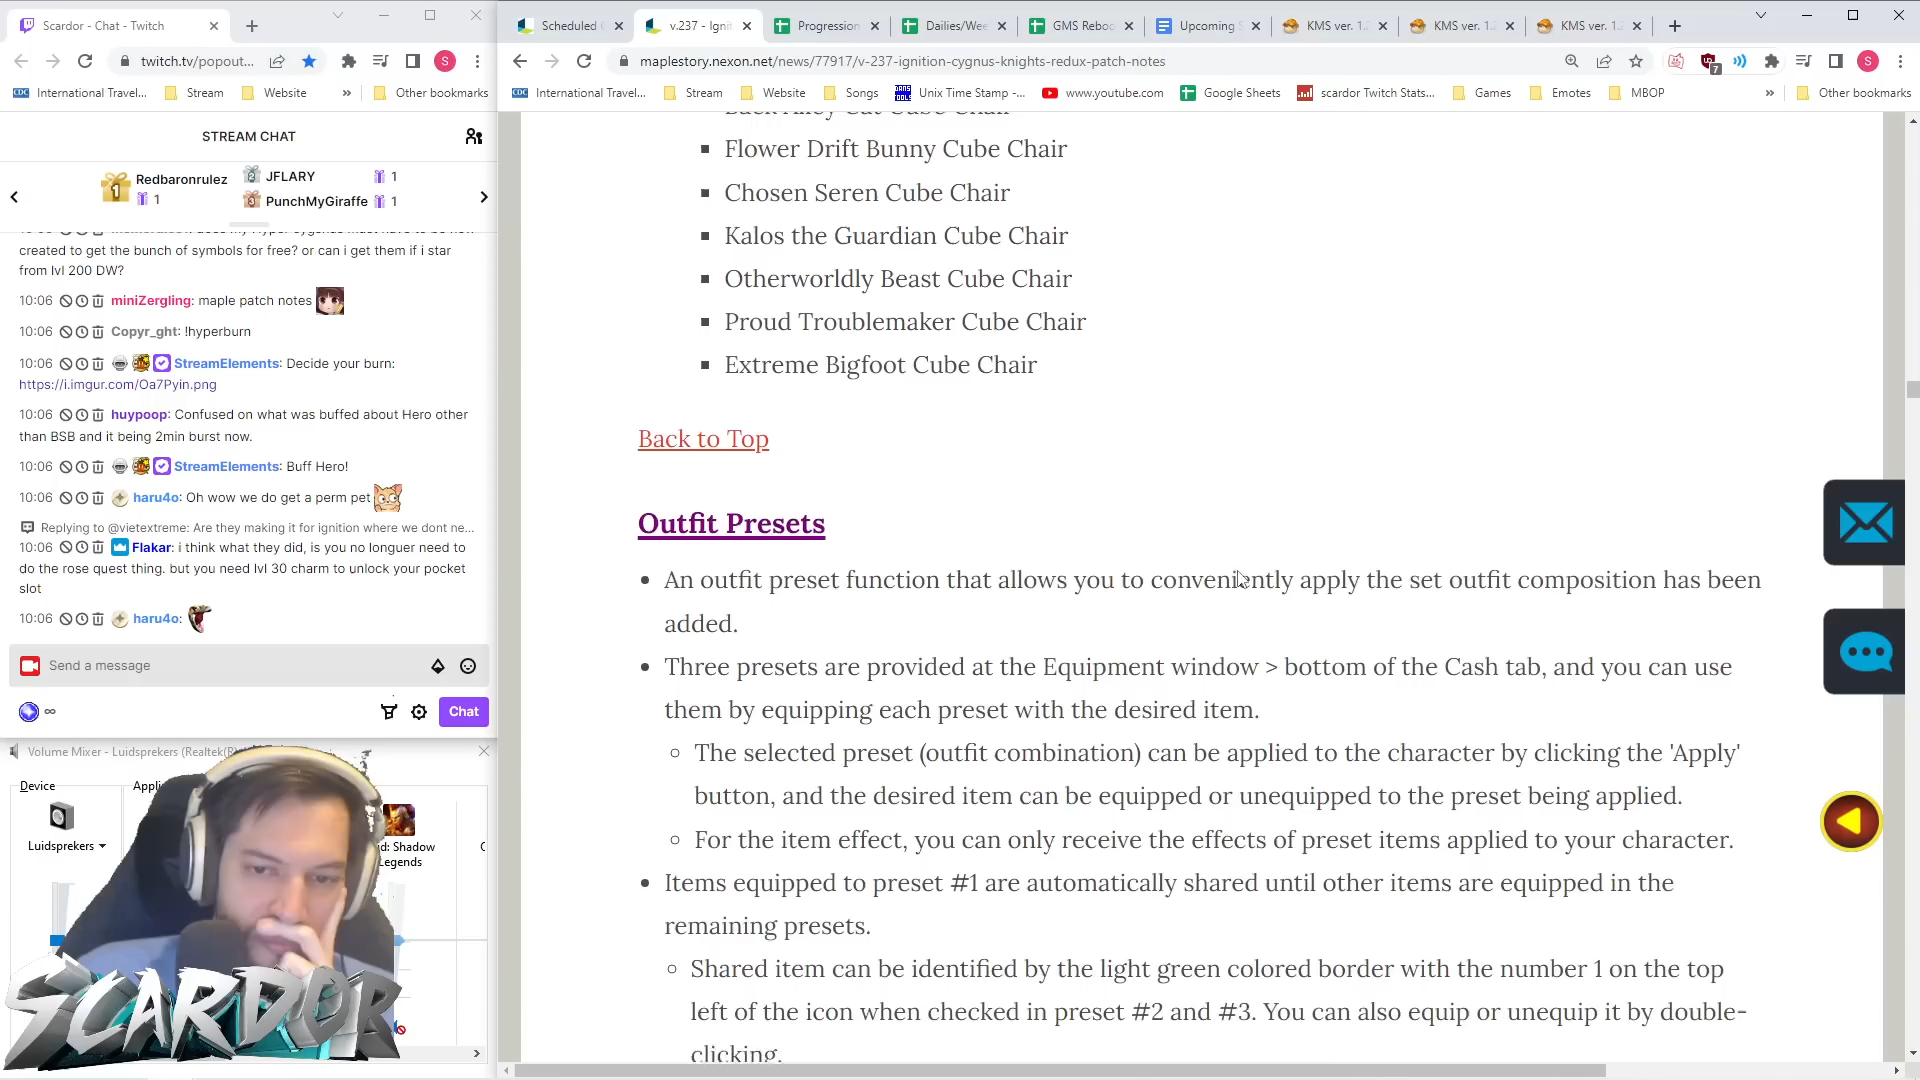 Scardor - Chat - Twitch
twitch.tv/popout...
International Travel...
Stream
Website
Other bookmarks
STREAM CHAT
Redbaronrulez
1
JFLARY
1
PunchMyGiraffe
1
created to get the bunch of symbols for free? or can i get them if i star
from lvl 200 DW?
10:06 miniZergling: maple patch notes
10:06 Copyr_ght: !hyperburn
10:06 StreamElements: Decide your burn:
https://i.imgur.com/Oa7Pyin.png
10:06 huypoop: Confused on what was buffed about Hero other
than BSB and it being 2min burst now.
10:06 StreamElements: Buff Hero!
10:06 haru4o: Oh wow we do get a perm pet
Replying to @vietextreme: Are they making it for ignition where we dont ne...
10:06 Flakar: i think what they did, is you no longuer need to
do the rose quest thing. but you need lvl 30 charm to unlock your pocket
slot
10:06 haru4o:
Send a message
Chat
Volume Mixer - Luidsprekers (Realtek(R)
Device
Appli
Luidsprekers
d: Shadow
Legends
SCARDOR
Scheduled
v.237 - Igni
Progression
Dailies/Wee
GMS Reboo
Upcoming S
KMS ver. 1.2
KMS ver. 1.2
KMS ver. 1.2
maplestory.nexon.net/news/77917/v-237-ignition-cygnus-knights-redux-patch-notes
7
International Travel...
Stream
Website
Songs
Unix Time Stamp -...
www.youtube.com
Google Sheets
scardor Twitch Stats...
Games
Emotes
MBOP
Other bookmarks
Back Alley Cat Cube Chair
Flower Drift Bunny Cube Chair
Chosen Seren Cube Chair
Kalos the Guardian Cube Chair
Otherworldly Beast Cube Chair
Proud Troublemaker Cube Chair
Extreme Bigfoot Cube Chair
Back to Top
Outfit Presets
An outfit preset function that allows you to conveniently apply the set outfit composition has been
added.
Three presets are provided at the Equipment window > bottom of the Cash tab, and you can use
them by equipping each preset with the desired item.
The selected preset (outfit combination) can be applied to the character by clicking the 'Apply'
button, and the desired item can be equipped or unequipped to the preset being applied.
For the item effect, you can only receive the effects of preset items applied to your character.
Items equipped to preset #1 are automatically shared until other items are equipped in the
remaining presets.
Shared item can be identified by the light green colored border with the number 1 on the top
left of the icon when checked in preset #2 and #3. You can also equip or unequip it by double-
clicking.